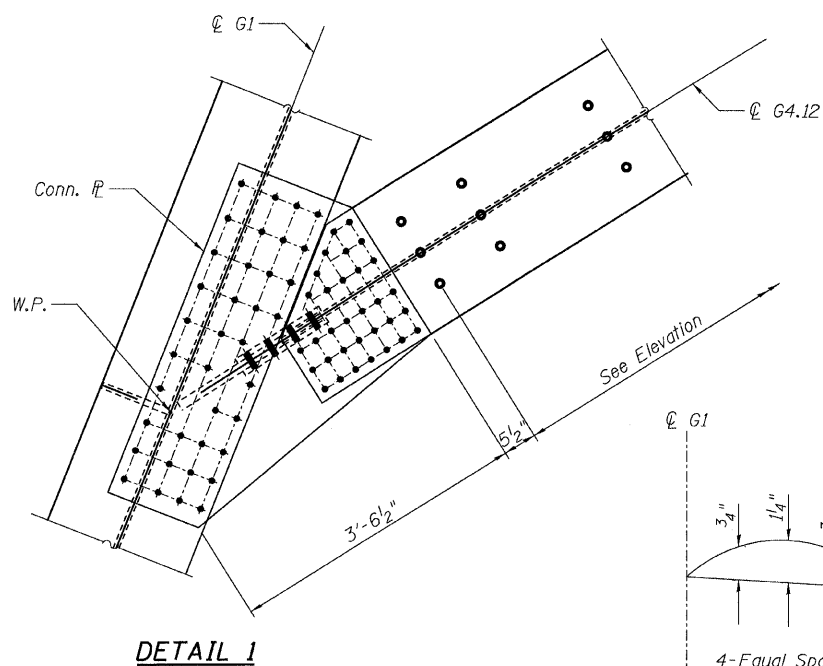 ℄ G1
℄ G4.12
Conn. ℙL
W.P.
See Elevation
5½"
3'-6½"
℄ G1
¾"
1¼"
DETAIL 1
4-Equal Spa